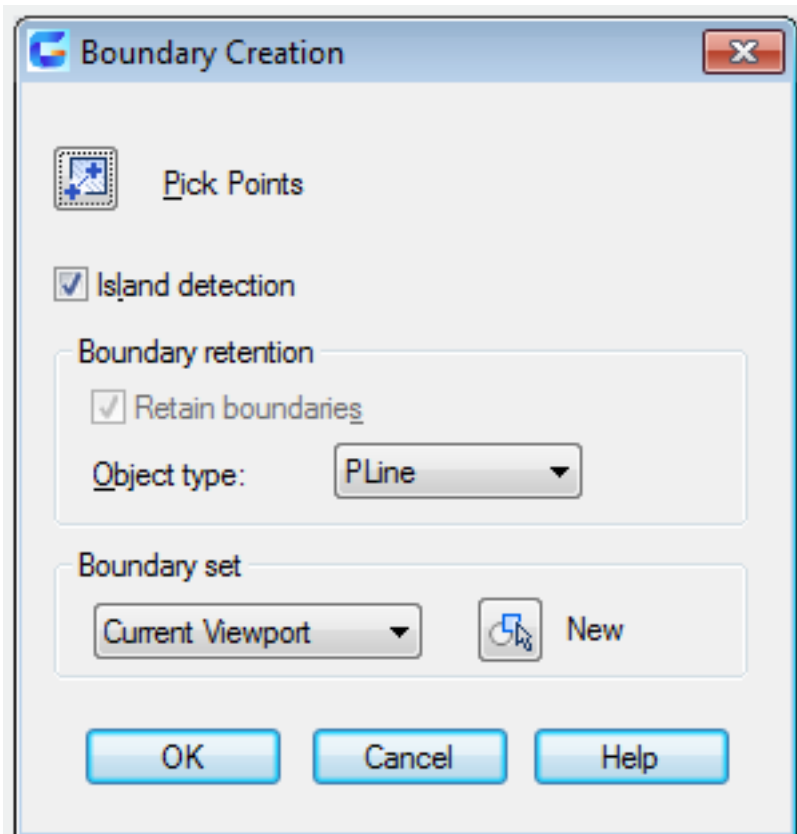 Boundary Creation
Pick Points
Island detection
Boundary retention
Retain boundaries
Object type: PLine
Boundary set
Current Viewport New
OK Cancel Help